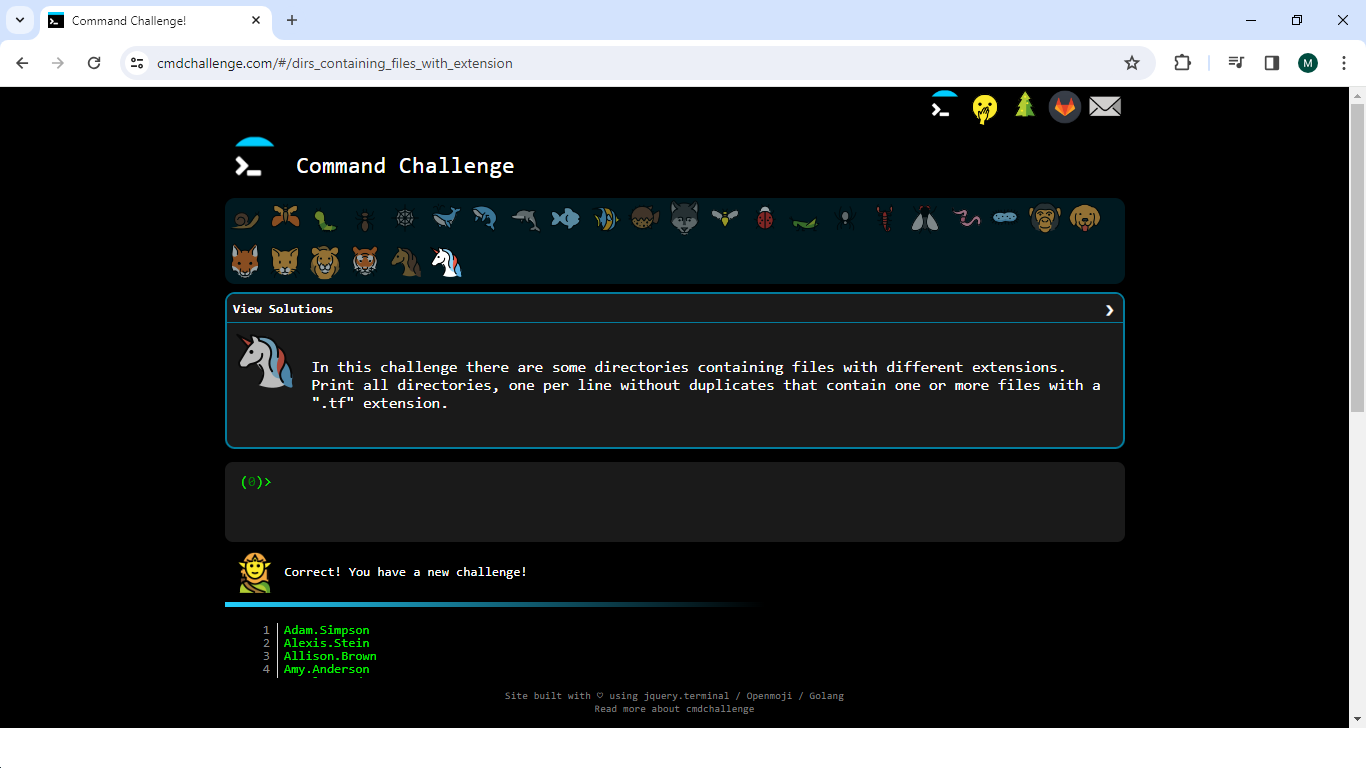 Command Challenge!
cmdchallenge.com/#/dirs_containing_files_with_extension
M
Command Challenge
View Solutions
In this challenge there are some directories containing files with different extensions.
Print all directories, one per line without duplicates that contain one or more files with a
".tf" extension.
(0)>
Correct! You have a new challenge!
1 Adam.Simpson
2 Alexis.Stein
3 Allison.Brown
4 Amy.Anderson
Site built with ♡ using jquery.terminal / Openmoji / Golang
Read more about cmdchallenge